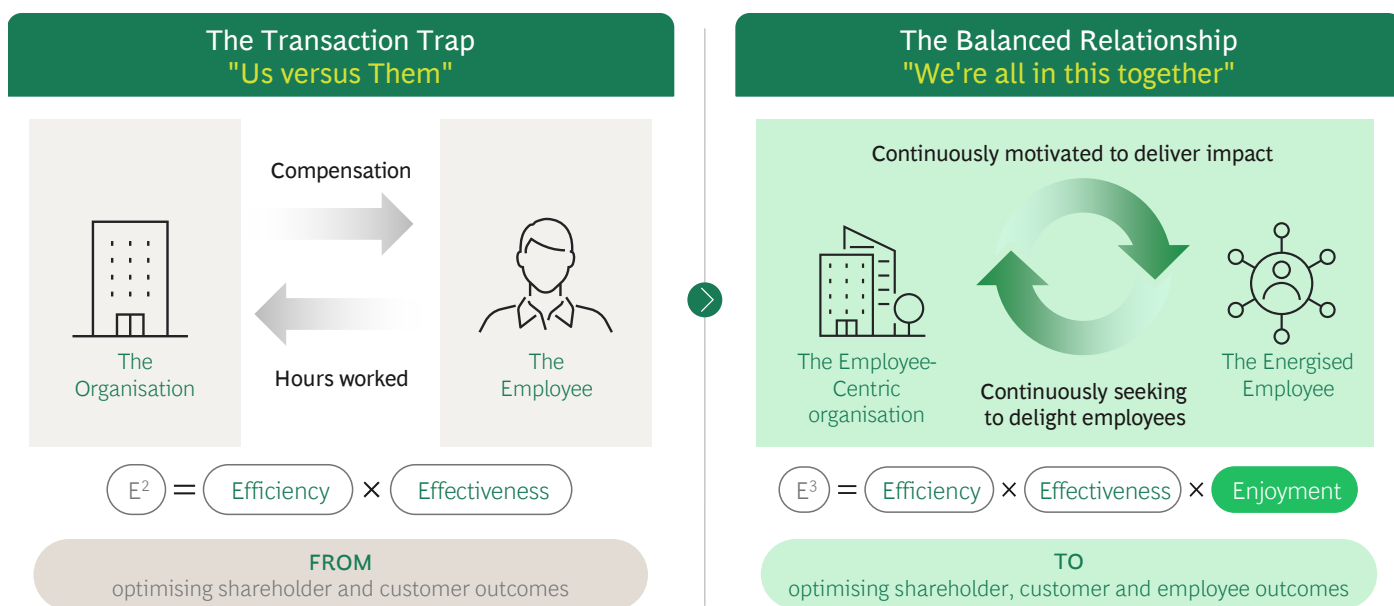 The Transaction Trap
"Us versus Them"
Compensation
The
Organisation
The
Employee
Hours worked
E² = Efficiency × Effectiveness
FROM
optimising shareholder and customer outcomes
The Balanced Relationship
"We're all in this together"
Continuously motivated to deliver impact
The Employee-
Centric
organisation
The Energised
Employee
Continuously seeking
to delight employees
E³ = Efficiency × Effectiveness × Enjoyment
TO
optimising shareholder, customer and employee outcomes